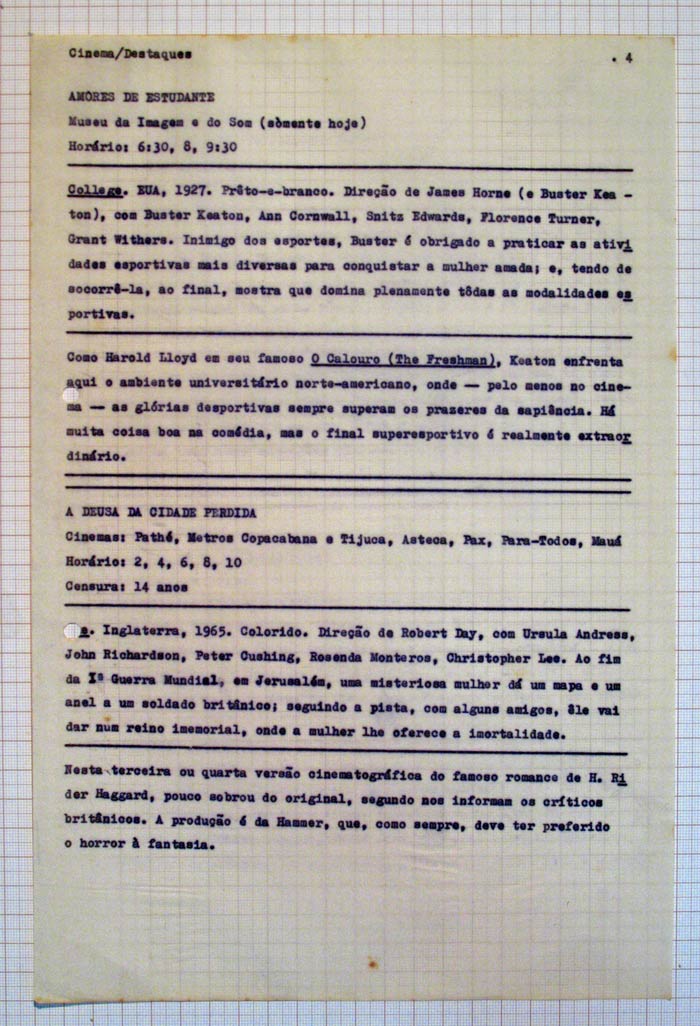 Cinema/Destaques . 4
AMÔRES DE ESTUDANTE
Museu da Imagem e do Som (sòmente hoje)
Horário: 6:30, 8, 9:30
College. EUA, 1927. Prêto-e-branco. Direção de James Horne (e Buster Kea -
ton), com Buster Keaton, Ann Cornwall, Snitz Edwards, Florence Turner,
Grant Withers. Inimigo dos esportes, Buster é obrigado a praticar as ativi
dades esportivas mais diversas para conquistar a mulher amada; e, tendo de
socorrê-la, ao final, mostra que domina plenamente tôdas as modalidades es
portivas.
Como Harold Lloyd em seu famoso O Calouro (The Freshman), Keaton enfrenta
aqui o ambiente universitário norte-americano, onde — pelo menos no cine-
ma — as glórias desportivas sempre superam os prazeres da sapiência. Há
muita coisa boa na comédia, mas o final superesportivo é realmente extraor
dinário.
A DEUSA DA CIDADE PERDIDA
Cinemas: Pathé, Metros Copacabana e Tijuca, Asteca, Pax, Para-Todos, Mauá
Horário: 2, 4, 6, 8, 10
Censura: 14 anos
e. Inglaterra, 1965. Colorido. Direção de Robert Day, com Ursula Andress,
John Richardson, Peter Cushing, Rosenda Monteros, Christopher Lee. Ao fim
da Iª Guerra Mundial, em Jerusalém, uma misteriosa mulher dá um mapa e um
anel a um soldado britânico; seguindo a pista, com alguns amigos, êle vai
dar num reino imemorial, onde a mulher lhe oferece a imortalidade.
Nesta terceira ou quarta versão cinematográfica do famoso romance de H. Ri
der Haggard, pouco sobrou do original, segundo nos informam os críticos
britânicos. A produção é da Hammer, que, como sempre, deve ter preferido
o horror à fantasia.